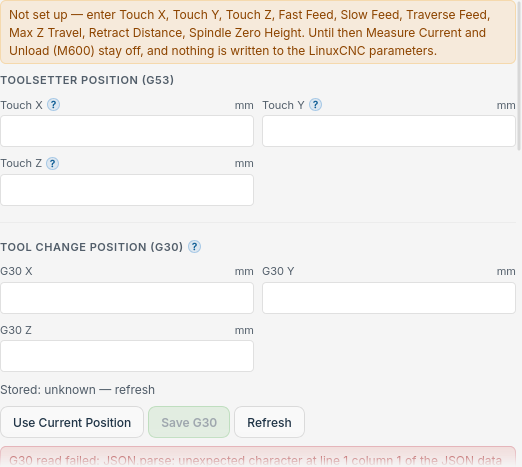 Not set up — enter Touch X, Touch Y, Touch Z, Fast Feed, Slow Feed, Traverse Feed,
Max Z Travel, Retract Distance, Spindle Zero Height. Until then Measure Current and
Unload (M600) stay off, and nothing is written to the LinuxCNC parameters.
TOOLSETTER POSITION (G53)
Touch X ? mm Touch Y ? mm
Touch Z ? mm
TOOL CHANGE POSITION (G30) ?
G30 X mm G30 Y mm
G30 Z mm
Stored: unknown — refresh
Use Current Position Save G30 Refresh
G30 read failed: JSON parse: unexpected character at line 1 column 1 of the JSON data